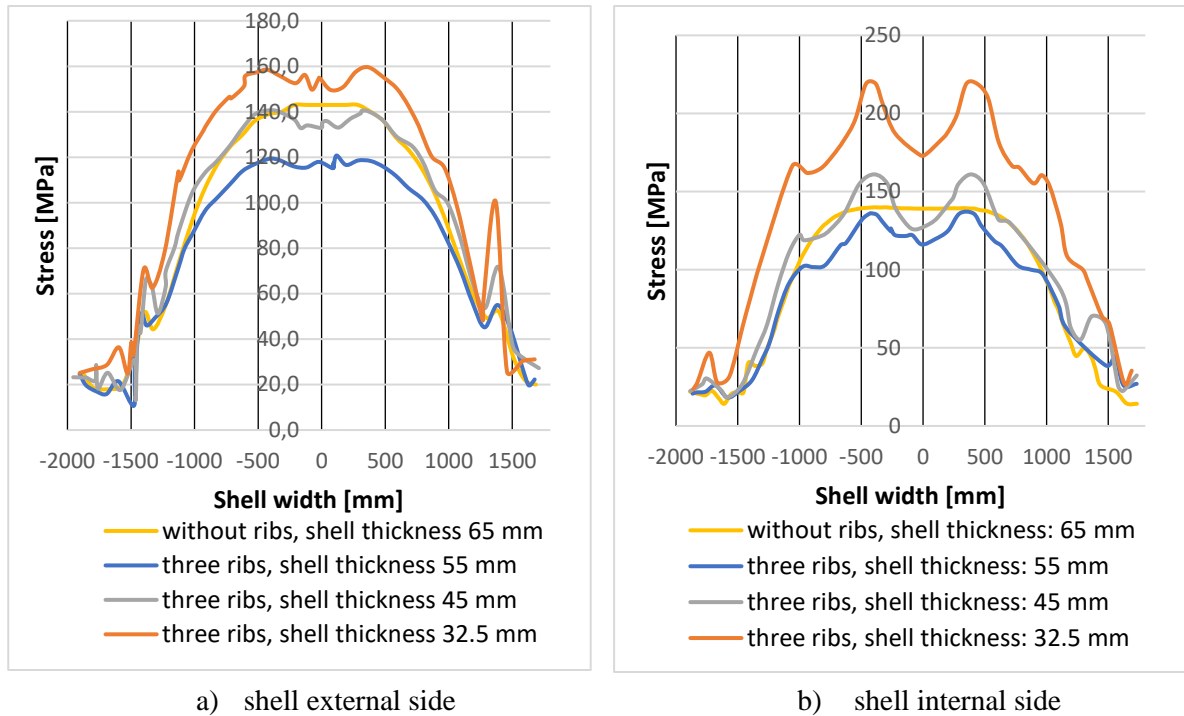 180,0
160,0
140,0
120,0
100,0
80,0
60,0
40,0
20,0
0,0
Stress [MPa]
-2000 -1500 -1000 -500 0 500 1000 1500
Shell width [mm]
without ribs, shell thickness 65 mm
three ribs, shell thickness 55 mm
three ribs, shell thickness 45 mm
three ribs, shell thickness 32.5 mm
a) shell external side
250
200
150
100
50
0
Stress [MPa]
-2000 -1500 -1000 -500 0 500 1000 1500
Shell width [mm]
without ribs, shell thickness: 65 mm
three ribs, shell thickness: 55 mm
three ribs, shell thickness: 45 mm
three ribs, shell thickness: 32.5 mm
b) shell internal side